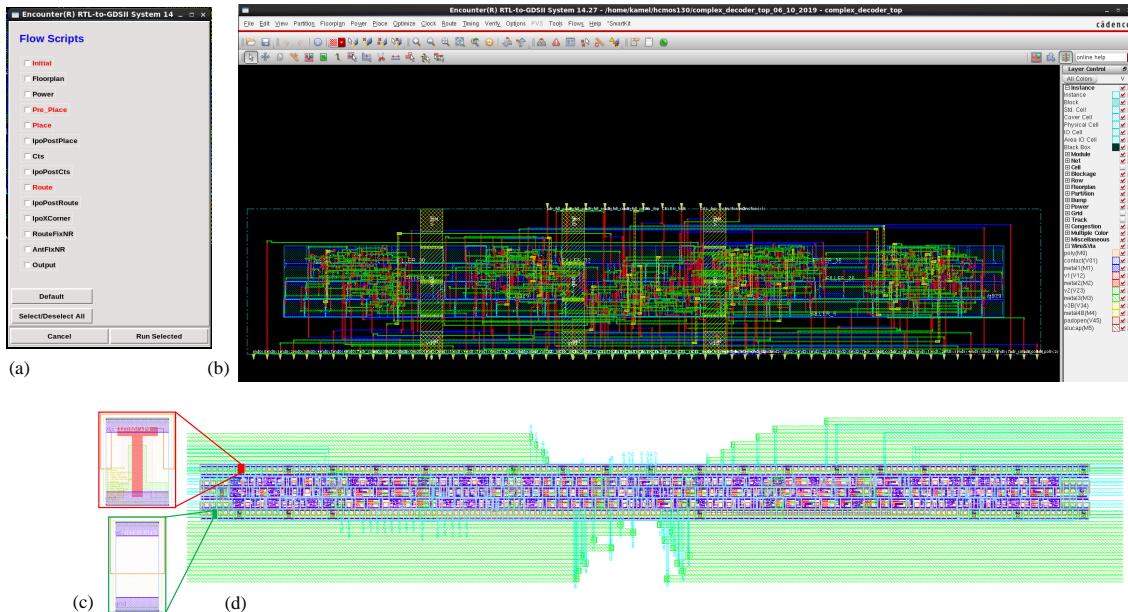 Encounter(R) RTL-to-GDSII System 14
Flow Scripts
Initial
Floorplan
Power
Pre_Place
Place
IpoPostPlace
Cts
IpoPostCts
Route
IpoPostRoute
IpoXCorner
RouteFixNR
AntFixNR
Output
Default
Select/Deselect All
Cancel
Run Selected
(a)
Encounter(R) RTL-to-GDSII System 14.27 - /home/kamel/hcmos130/complex_decoder_top_06_10_2019 - complex_decoder_top
File Edit View Partition Floorplan Power Place Optimize Clock Route Timing Verify Options PVS Tools Flows Help *SmartKit
cādence
online help
Layer Control
All Colors V
Instance
Instance
Block
Std. Cell
Cover Cell
Physical Cell
IO Cell
Area IO Cell
Black Box
Module
Net
Cell
Blockage
Row
Floorplan
Partition
Bump
Power
Grid
Track
Congestion
Multiple Color
Miscellaneous
Wire&Via
poly(M0)
contact(V01)
metal1(M1)
v1(V12)
metal2(M2)
v2(V23)
metal3(M3)
v3B(V34)
metal4B(M4)
padopen(V45)
alucap(M5)
(b)
(c)
(d)